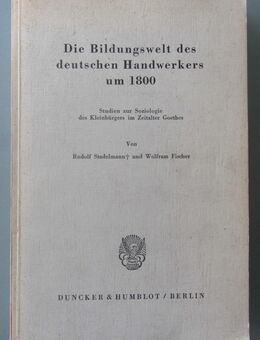 Die Bildungswelt des
deutschen Handwerkers
um 1800
Studien zur Soziologie
des Kleinbürgers im Zeitalter Goethes
Von
Rudolf Stadelmann† und Wolfram Fischer
DUNCKER & HUMBLOT / BERLIN